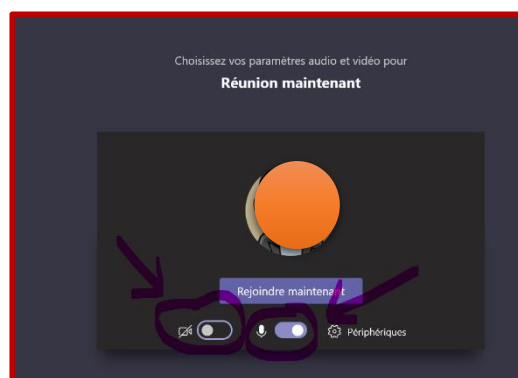 Choisissez vos paramètres audio et vidéo pour
Réunion maintenant
Rejoindre maintenant
Périphériques